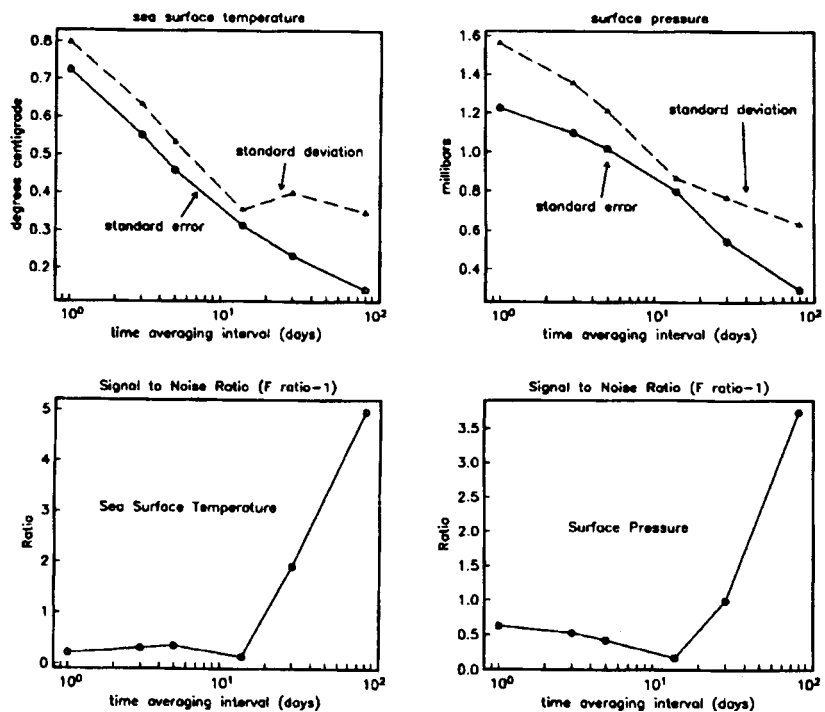 sea surface temperature
0.8
0.7
0.6
0.5
0.4
0.3
0.2
degrees centigrade
standard deviation
standard error
10⁰
10¹
10²
time averaging interval (days)
surface pressure
1.6
1.4
1.2
1.0
0.8
0.6
0.4
millibars
standard deviation
standard error
10⁰
10¹
10²
time averaging interval (days)
Signal to Noise Ratio (F ratio-1)
5
4
3
2
1
0
Ratio
Sea Surface Temperature
10⁰
10¹
10²
time averaging interval (days)
Signal to Noise Ratio (F ratio-1)
3.5
3.0
2.5
2.0
1.5
1.0
0.5
0.0
Ratio
Surface Pressure
10⁰
10¹
10²
time averaging interval (days)